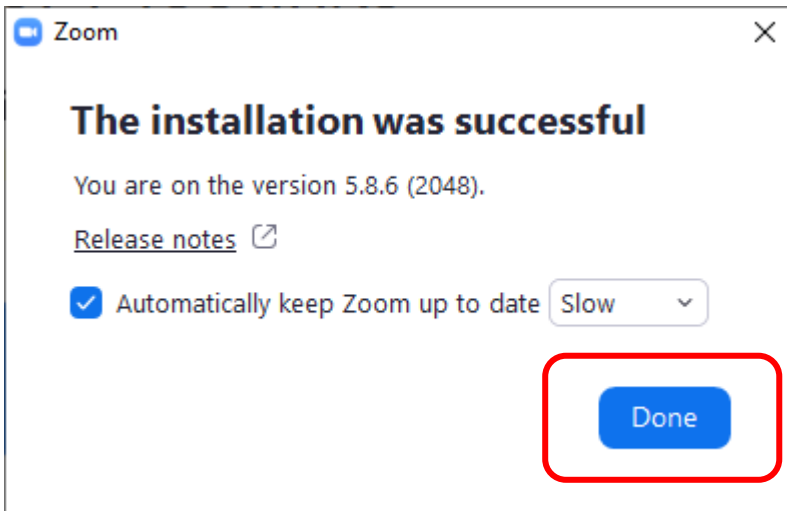 Zoom
The installation was successful
You are on the version 5.8.6 (2048).
Release notes
Automatically keep Zoom up to date Slow
Done